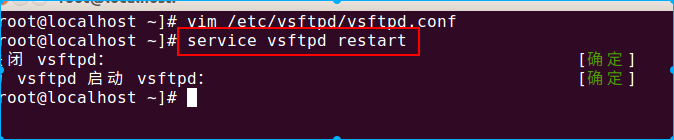 root@localhost ~]# vim /etc/vsftpd/vsftpd.conf
root@localhost ~]# service vsftpd restart
闭 vsftpd: [确定]
vsftpd 启动 vsftpd: [确定]
root@localhost ~]#